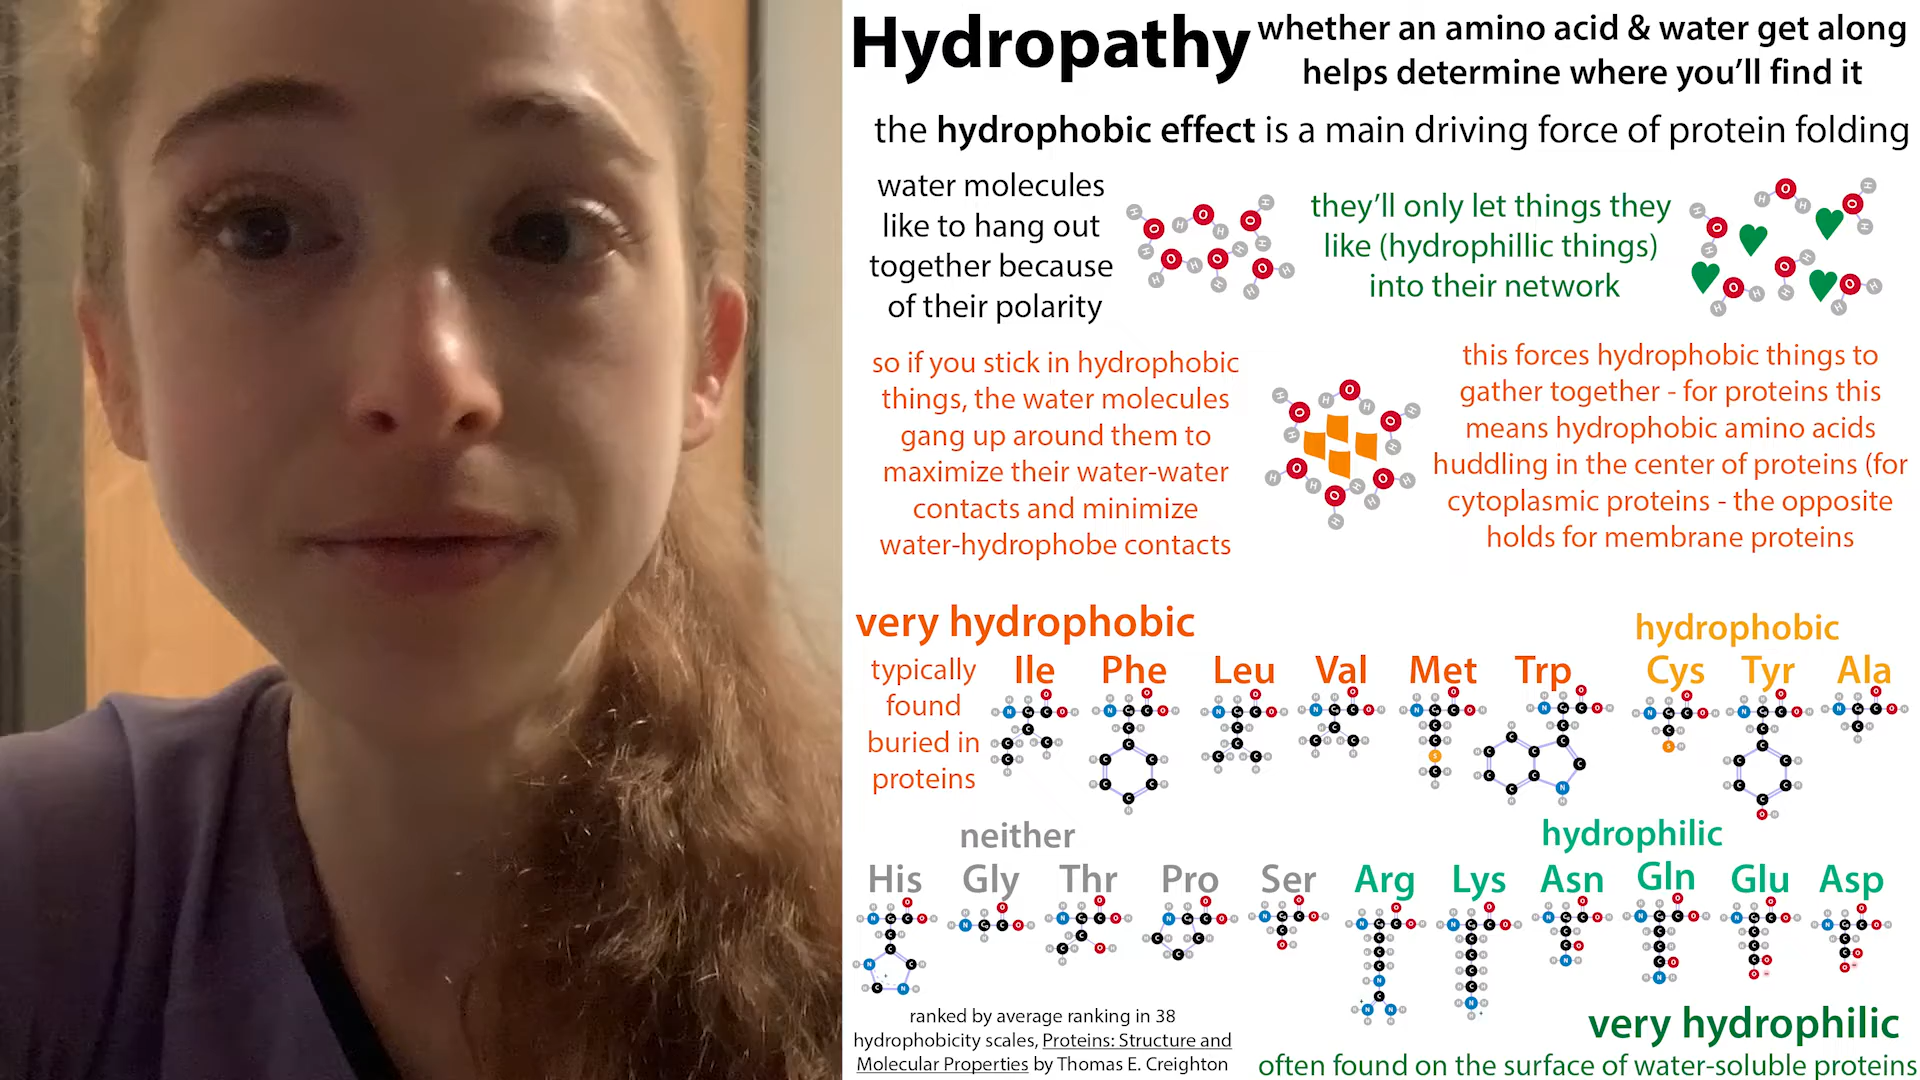 Hydropathy
whether an amino acid & water get along
helps determine where you'll find it
the hydrophobic effect is a main driving force of protein folding
water molecules
like to hang out
together because
of their polarity
they'll only let things they
like (hydrophillic things)
into their network
so if you stick in hydrophobic
things, the water molecules
gang up around them to
maximize their water-water
contacts and minimize
water-hydrophobe contacts
this forces hydrophobic things to
gather together - for proteins this
means hydrophobic amino acids
huddling in the center of proteins (for
cytoplasmic proteins - the opposite
holds for membrane proteins
very hydrophobic
typically
found
buried in
proteins
Ile Phe Leu Val Met Trp
hydrophobic
Cys Tyr Ala
neither
His Gly Thr Pro Ser
hydrophilic
Arg Lys Asn Gln Glu Asp
ranked by average ranking in 38
hydrophobicity scales, Proteins: Structure and
Molecular Properties by Thomas E. Creighton
very hydrophilic
often found on the surface of water-soluble proteins